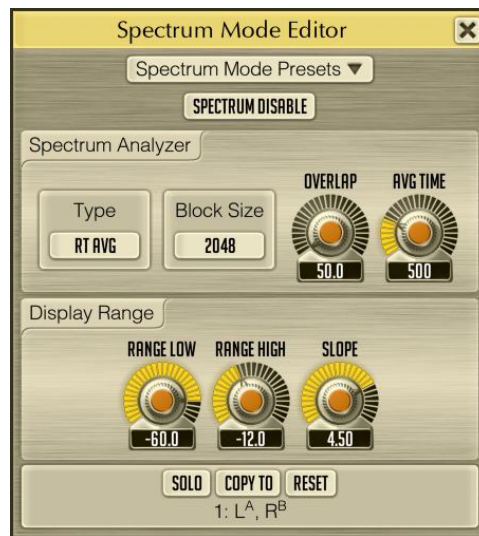 Spectrum Mode Editor
Spectrum Mode Presets
SPECTRUM DISABLE
Spectrum Analyzer
Type
RT AVG
Block Size
2048
OVERLAP
50.0
AVG TIME
500
Display Range
RANGE LOW
-60.0
RANGE HIGH
-12.0
SLOPE
4.50
SOLO COPY TO RESET
1: Lᴬ, Rᴮ